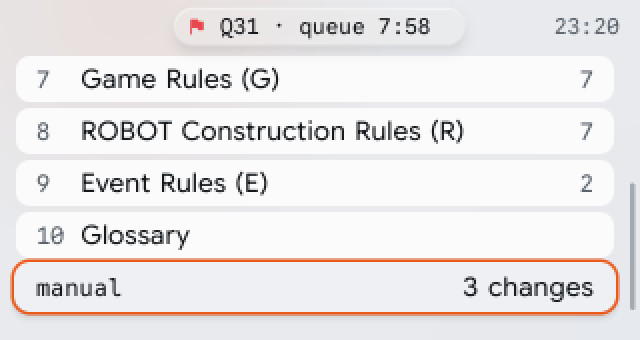 Q31 · queue 7:58 23:20
7 Game Rules (G) 7
8 ROBOT Construction Rules (R) 7
9 Event Rules (E) 2
10 Glossary
manual 3 changes